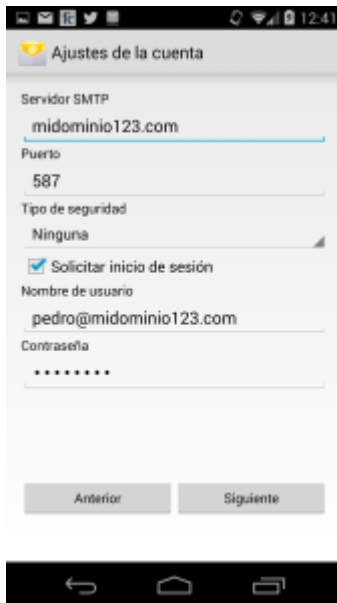 12:41
Ajustes de la cuenta
Servidor SMTP
midominio123.com
Puerto
587
Tipo de seguridad
Ninguna
Solicitar inicio de sesión
Nombre de usuario
pedro@midominio123.com
Contraseña
••••••••
Anterior Siguiente